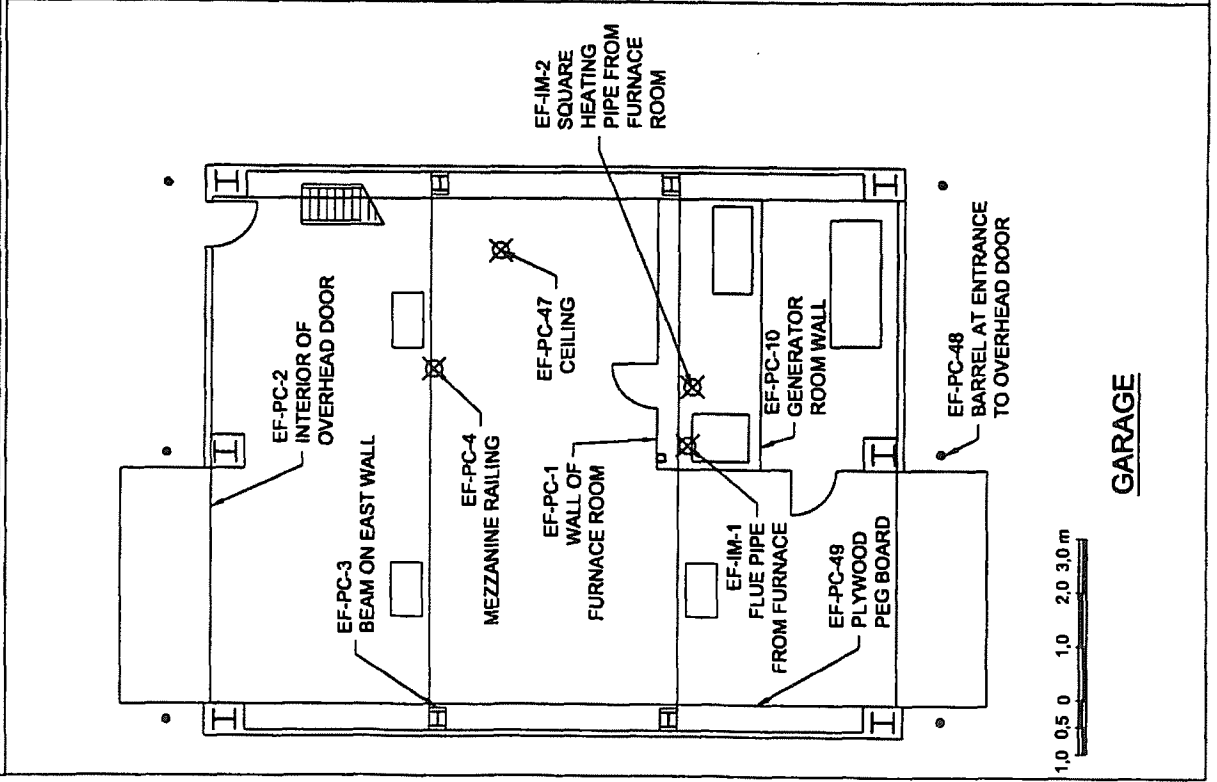 EF-IM-2
SQUARE
HEATING
PIPE FROM
FURNACE
ROOM
EF-PC-2
INTERIOR OF
OVERHEAD DOOR
EF-PC-3
BEAM ON EAST WALL
EF-PC-4
MEZZANINE RAILING
EF-PC-47
CEILING
EF-PC-1
WALL OF
FURNACE ROOM
EF-PC-10
GENERATOR
ROOM WALL
EF-IM-1
FLUE PIPE
FROM FURNACE
EF-PC-49
PLYWOOD
PEG BOARD
EF-PC-48
BARREL AT ENTRANCE
TO OVERHEAD DOOR
GARAGE
1,0 0,5 0 1,0 2,0 3,0 m